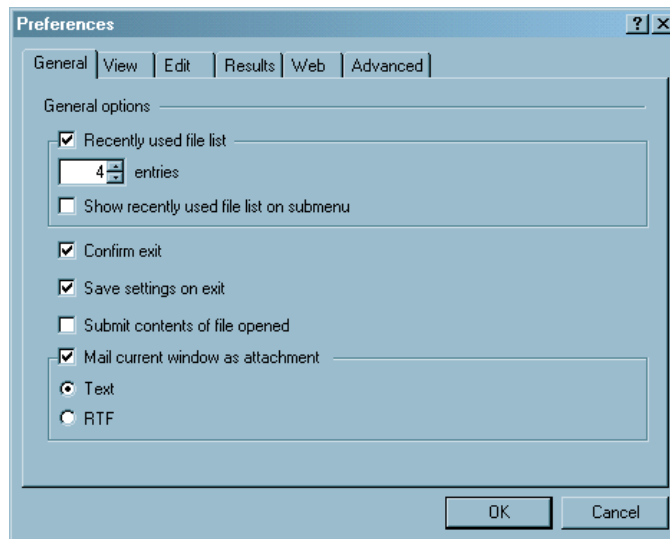 Preferences
General View Edit Results Web Advanced
General options
Recently used file list
4 entries
Show recently used file list on submenu
Confirm exit
Save settings on exit
Submit contents of file opened
Mail current window as attachment
Text
RTF
OK Cancel